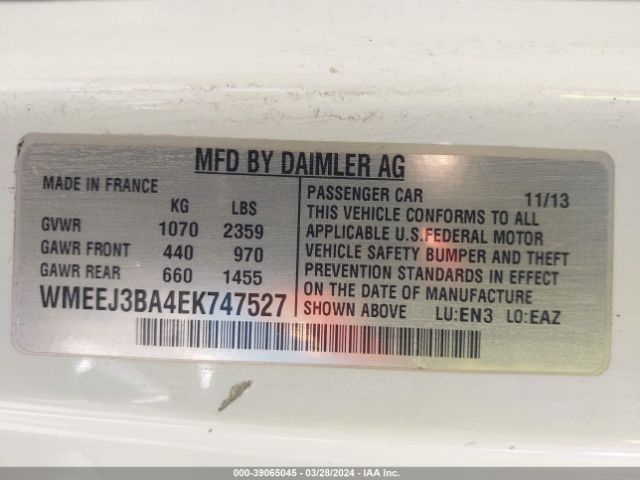 MFD BY DAIMLER AG
MADE IN FRANCE
KG LBS
GVWR 1070 2359
GAWR FRONT 440 970
GAWR REAR 660 1455
WMEEJ3BA4EK747527
PASSENGER CAR 11/13
THIS VEHICLE CONFORMS TO ALL
APPLICABLE U.S.FEDERAL MOTOR
VEHICLE SAFETY BUMPER AND THEFT
PREVENTION STANDARDS IN EFFECT
ON THE DATE OF MANUFACTURE
SHOWN ABOVE LU:EN3 LO:EAZ
000-39065045 - 03/28/2024 - IAAI.COM